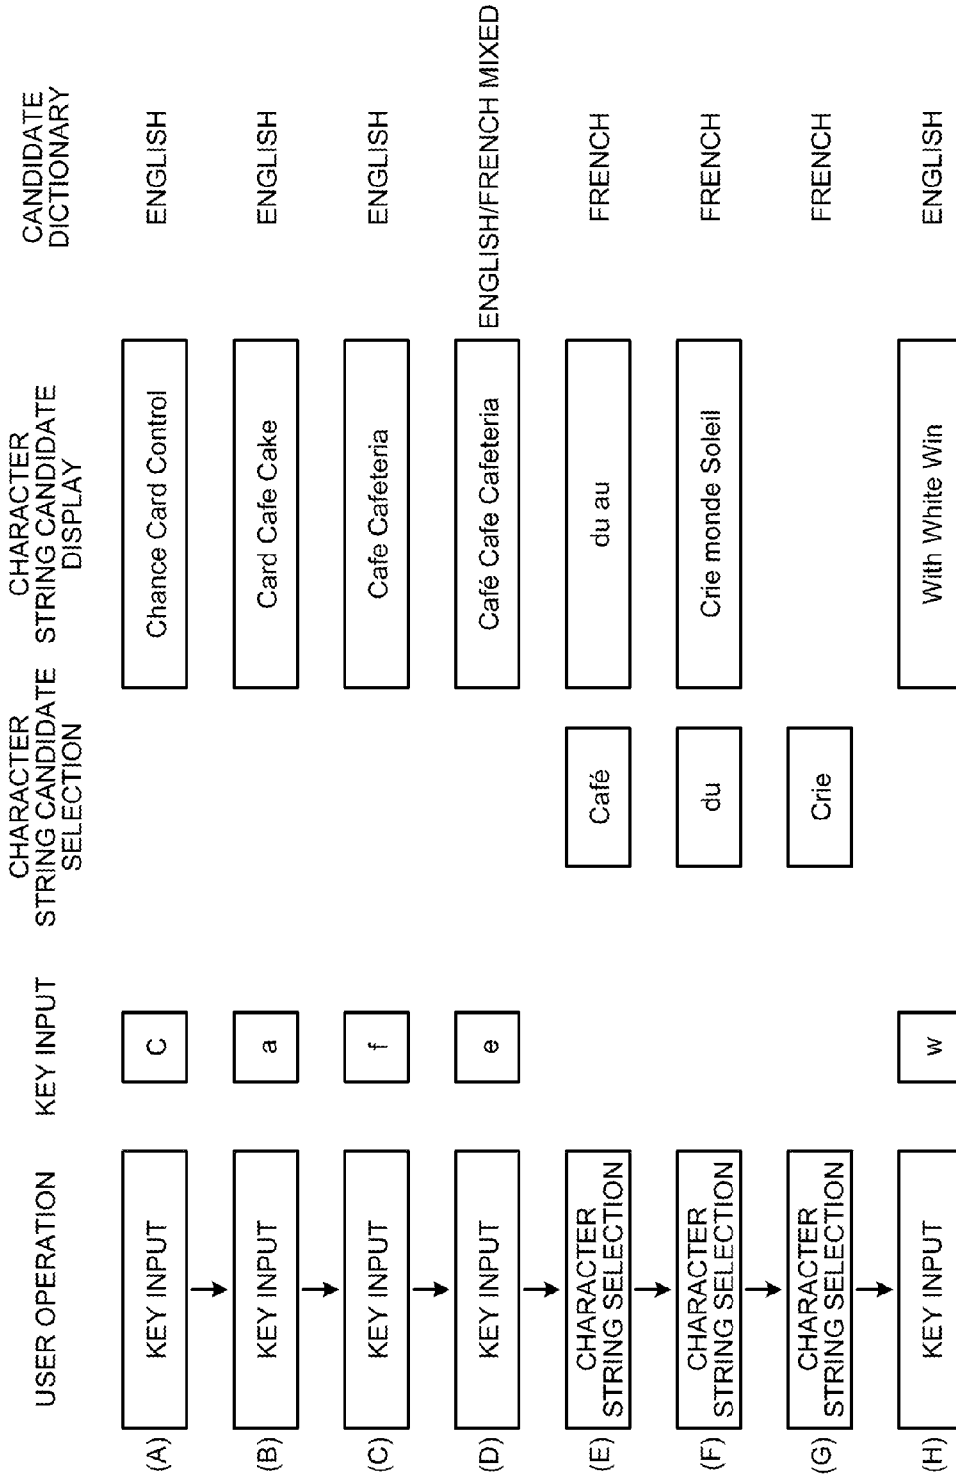 USER OPERATION
KEY INPUT
CHARACTER
STRING CANDIDATE
SELECTION
CHARACTER
STRING CANDIDATE
DISPLAY
CANDIDATE
DICTIONARY
(A)
KEY INPUT
C
Chance Card Control
ENGLISH
(B)
KEY INPUT
a
Card Cafe Cake
ENGLISH
(C)
KEY INPUT
f
Cafe Cafeteria
ENGLISH
(D)
KEY INPUT
e
Café Cafe Cafeteria
ENGLISH/FRENCH MIXED
(E)
CHARACTER
STRING SELECTION
Café
du au
FRENCH
(F)
CHARACTER
STRING SELECTION
du
Crie monde Soleil
FRENCH
(G)
CHARACTER
STRING SELECTION
Crie
FRENCH
(H)
KEY INPUT
w
With White Win
ENGLISH